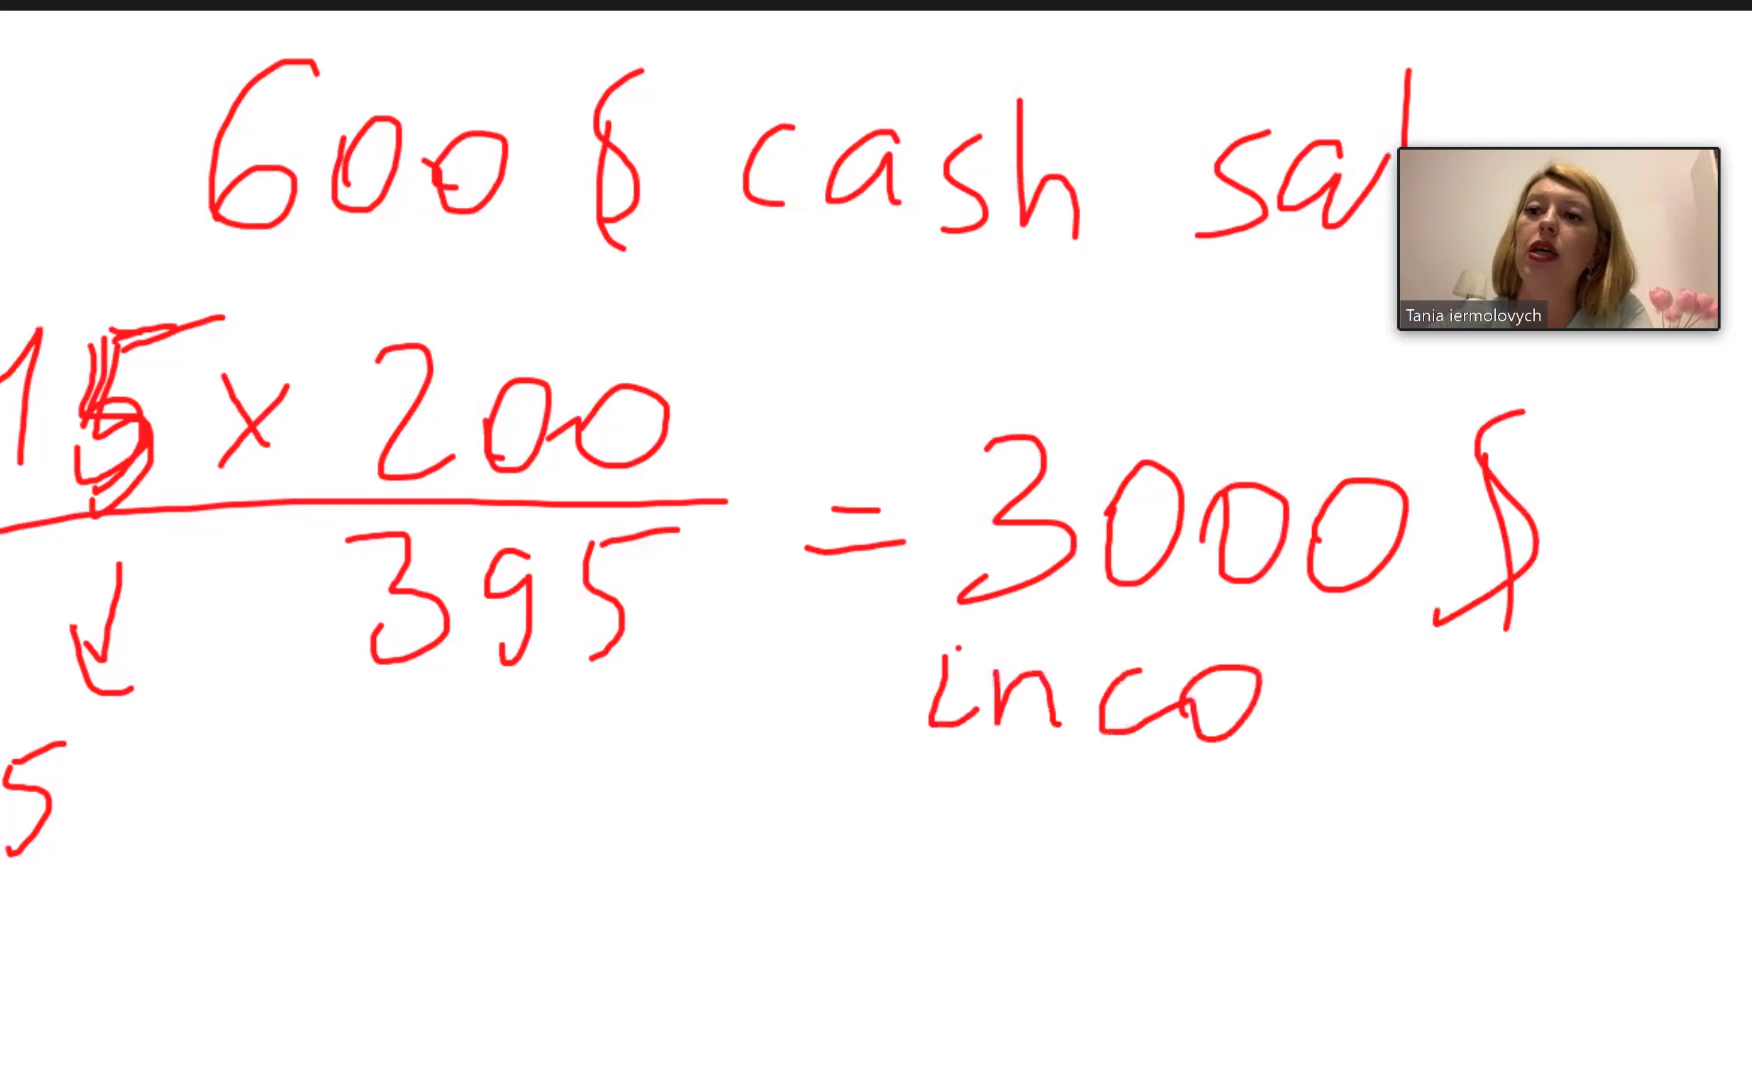 600 $ cash sal
Tania iermolovych
15 x 200
= 3000 $
395
inco
5